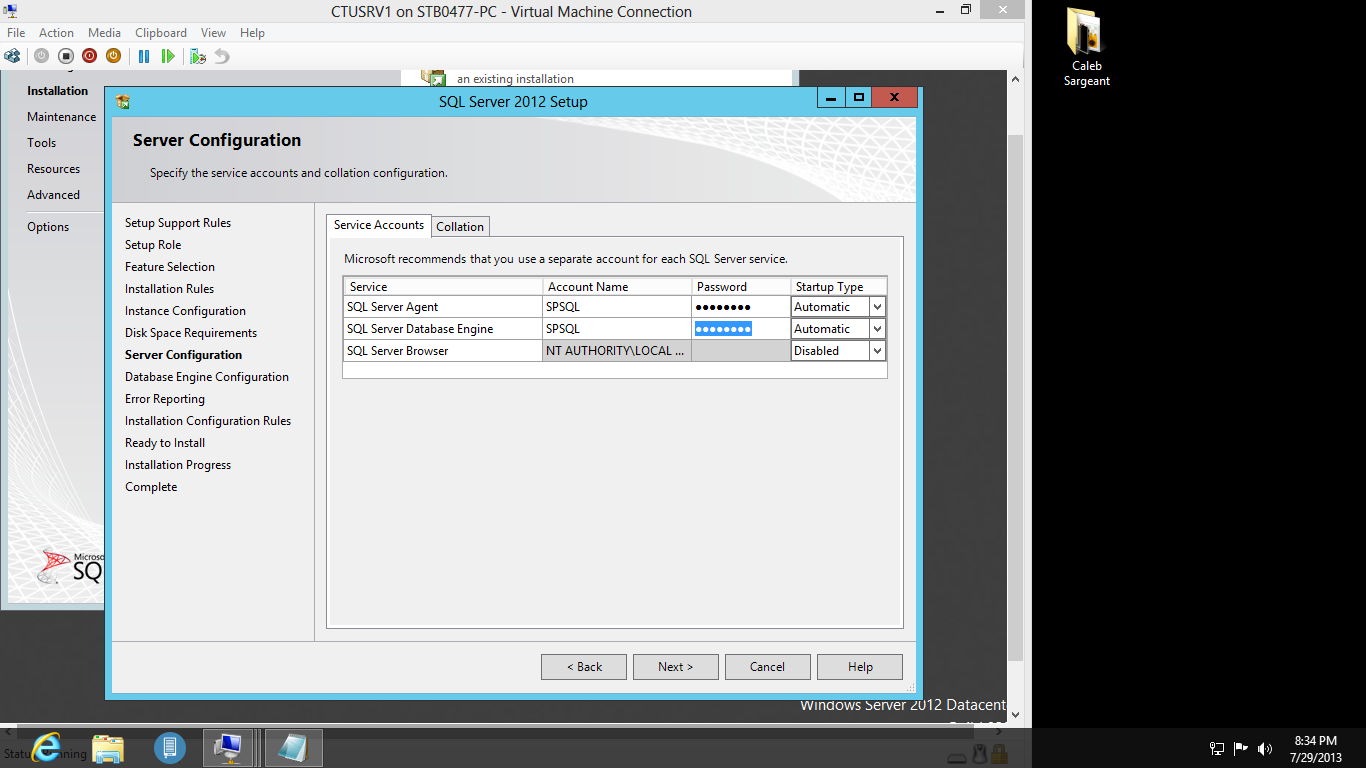 CTUSRV1 on STB0477-PC - Virtual Machine Connection
File Action Media Clipboard View Help
an existing installation
Installation
Maintenance
Tools
Resources
Advanced
Options
SQL Server 2012 Setup
Server Configuration
Specify the service accounts and collation configuration.
Setup Support Rules
Setup Role
Feature Selection
Installation Rules
Instance Configuration
Disk Space Requirements
Server Configuration
Database Engine Configuration
Error Reporting
Installation Configuration Rules
Ready to Install
Installation Progress
Complete
Service Accounts Collation
Microsoft recommends that you use a separate account for each SQL Server service.
Service Account Name Password Startup Type
SQL Server Agent SPSQL ●●●●●●●● Automatic
SQL Server Database Engine SPSQL ●●●●●●●● Automatic
SQL Server Browser NT AUTHORITY\LOCAL ... Disabled
< Back Next > Cancel Help
Microso
SQ
Windows Server 2012 Datacent
Caleb
Sargeant
8:34 PM
7/29/2013